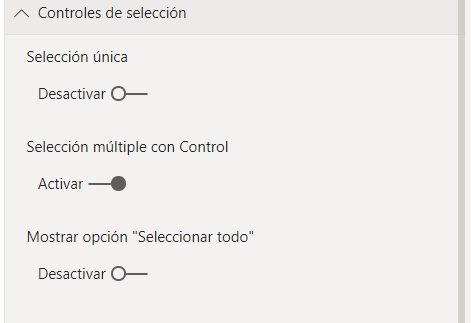 Controles de selección
Selección única
Desactivar
Selección múltiple con Control
Activar
Mostrar opción "Seleccionar todo"
Desactivar